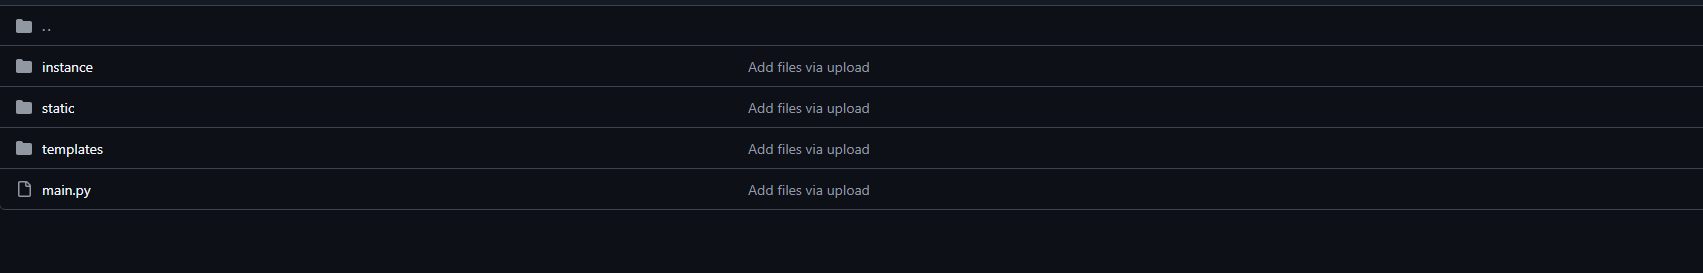 ..
instance Add files via upload
static Add files via upload
templates Add files via upload
main.py Add files via upload